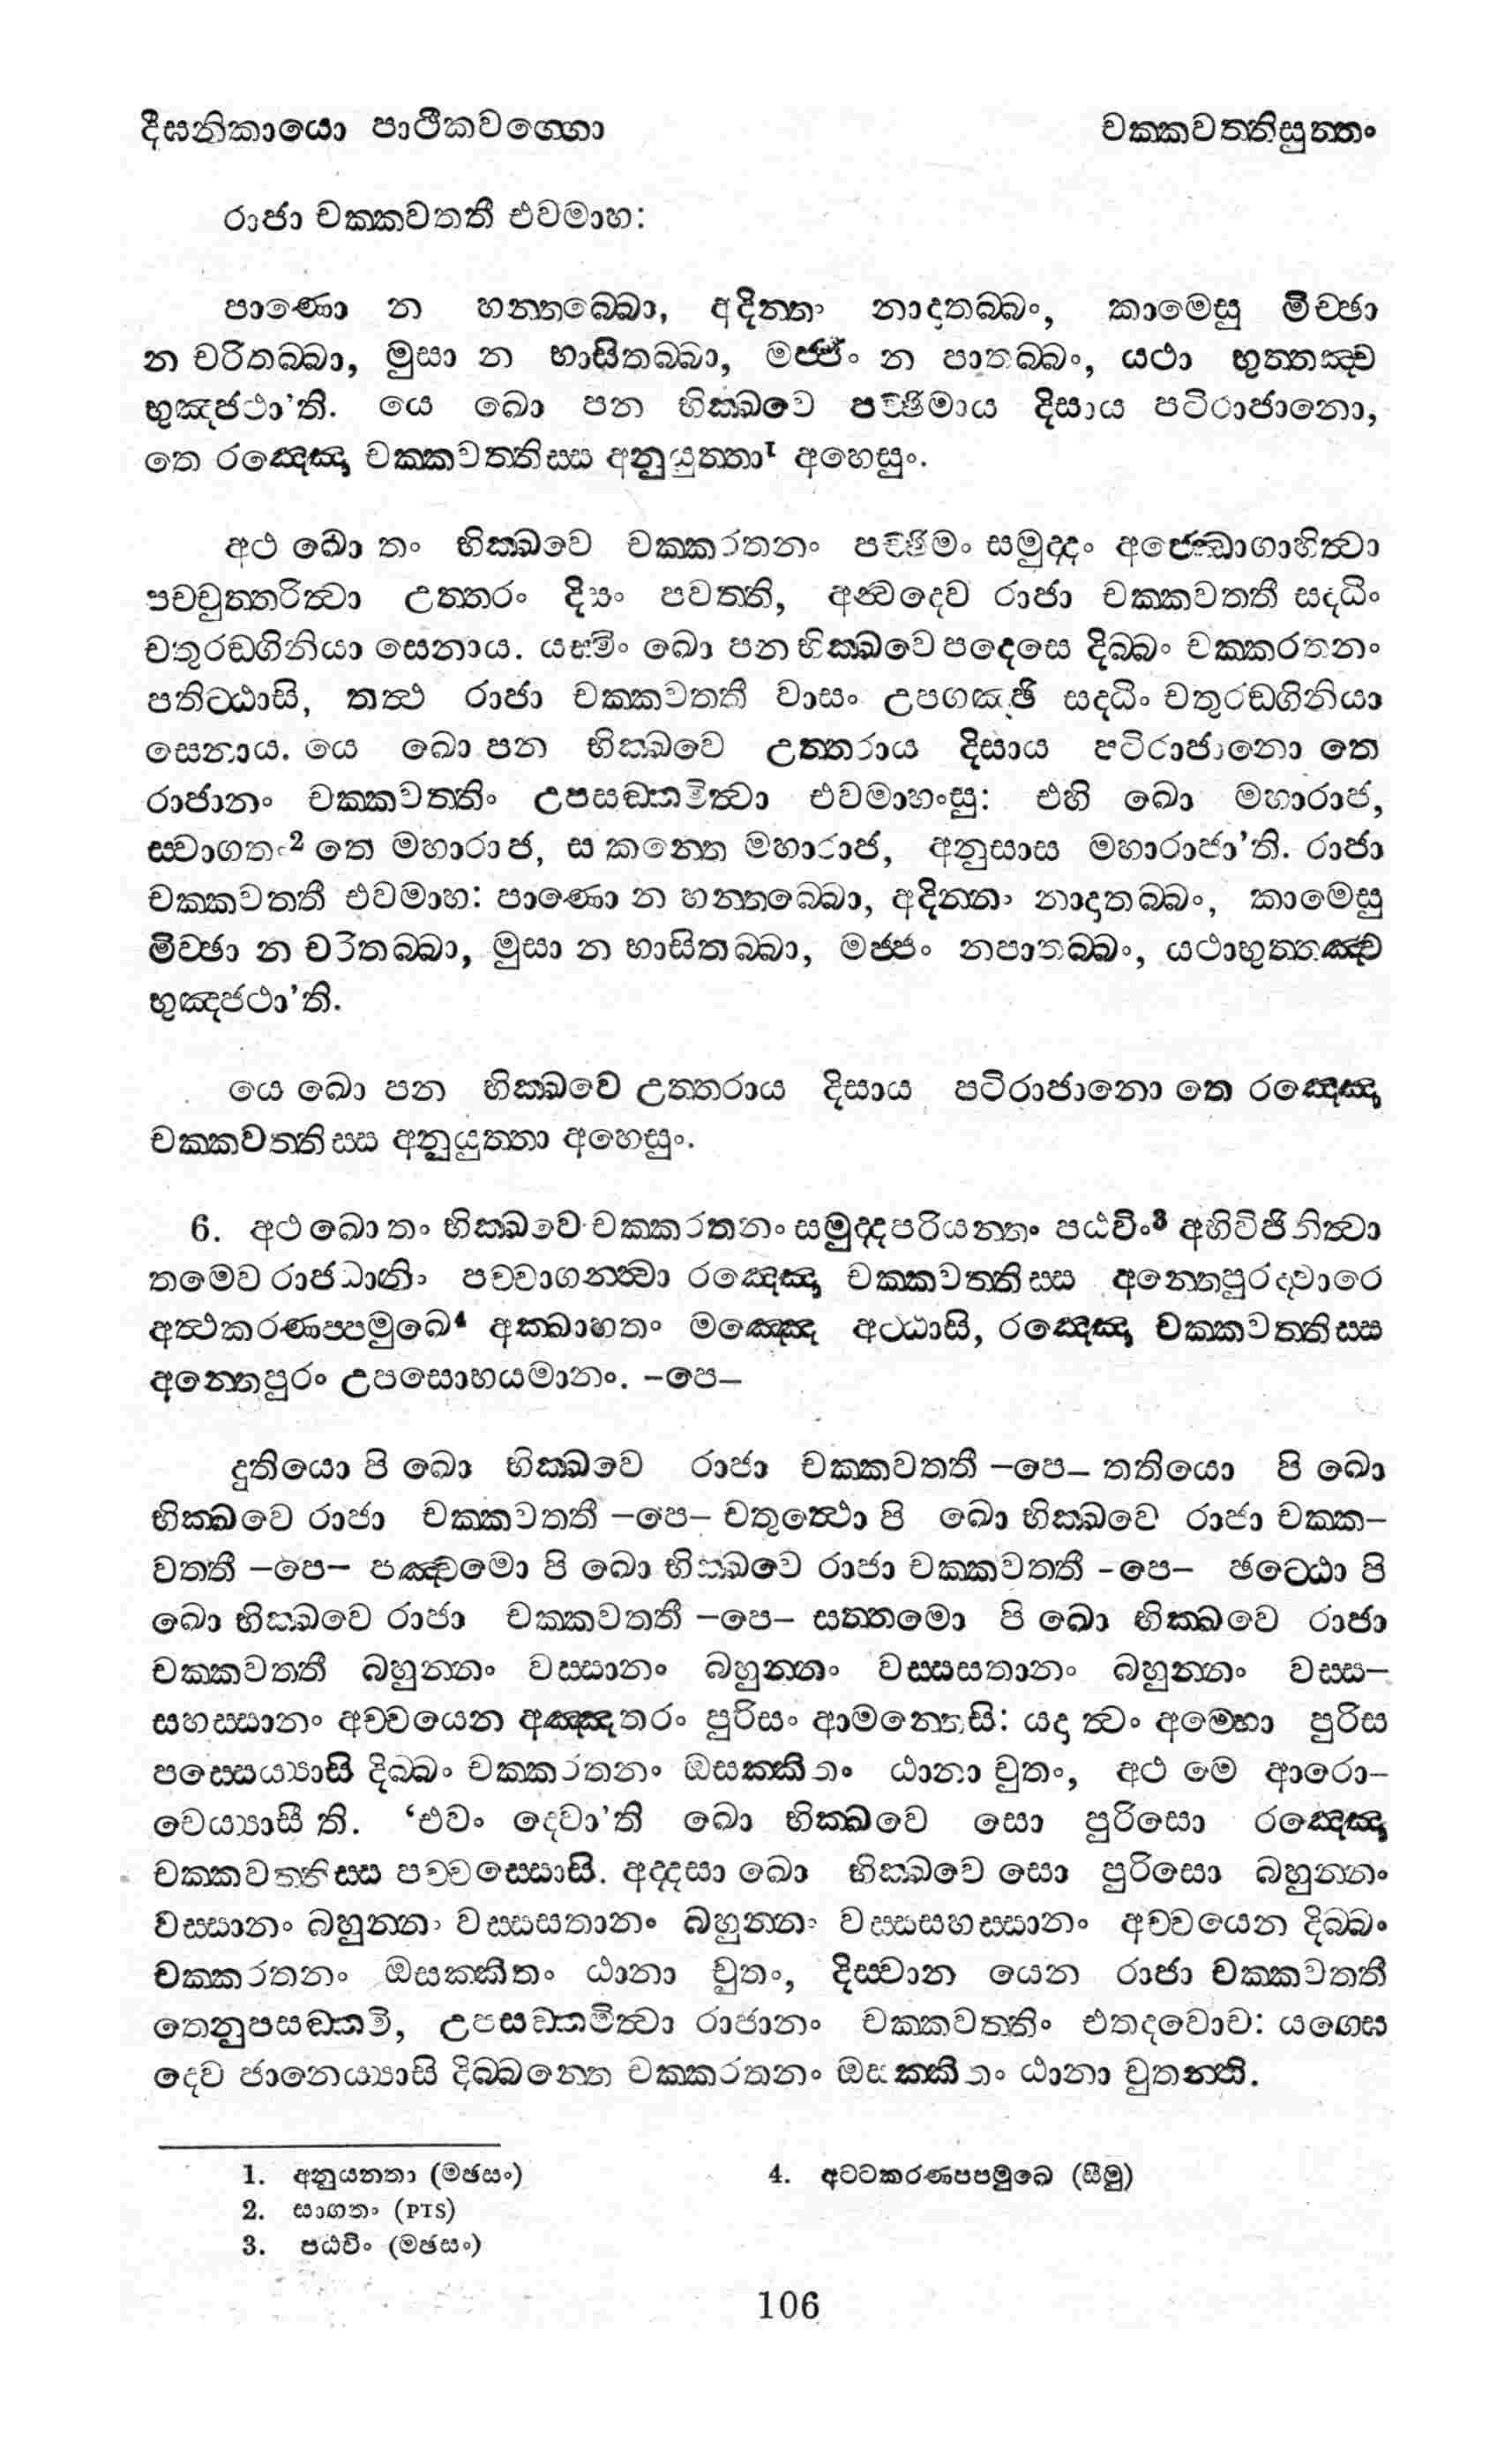 දීඝනිකායො පාථිකවග්ගො
චක්කවත්තිසුත්තං
රාජා චක්කවත්තී එවමාහ:
පාණො න හන්තබ්බො, අදින්නං නාදාතබ්බං, කාමෙසු මිච්ඡා
න චරිතබ්බා, මුසා න භාසිතබ්බා, මජ්ජං න පාතබ්බං, යථා භුත්තඤ්ච
භුඤ්ජථා'ති. යෙ ඛො පන භික්ඛවෙ පච්ඡිමාය දිසාය පටිරාජානො,
තෙ රඤ්ඤො චක්කවත්තිස්ස අනුයුත්තා¹ අහෙසුං.
අථ ඛො තං භික්ඛවෙ චක්කරතනං පච්ඡිමං සමුද්දං අජ්ඣොගාහිත්වා
පච්චුත්තරිත්වා උත්තරං දිසං පවත්ති, අන්වදෙව රාජා චක්කවත්තී සද්ධිං
චතුරඞ්ගිනියා සෙනාය. යස්මිං ඛො පන භික්ඛවෙ පදෙසෙ දිබ්බං චක්කරතනං
පතිට්ඨාසි, තත්ථ රාජා චක්කවත්තී වාසං උපගඤ්ඡි සද්ධිං චතුරඞ්ගිනියා
සෙනාය. යෙ ඛො පන භික්ඛවෙ උත්තරාය දිසාය පටිරාජානො තෙ
රාජානං චක්කවත්තිං උපසඞ්කමිත්වා එවමාහංසු: එහි ඛො මහාරාජ,
ස්වාගතං² තෙ මහාරාජ, සකන්තෙ මහාරාජ, අනුසාස මහාරාජා'ති. රාජා
චක්කවත්තී එවමාහ: පාණො න හන්තබ්බො, අදින්නං නාදාතබ්බං, කාමෙසු
මිච්ඡා න චරිතබ්බා, මුසා න භාසිතබ්බා, මජ්ජං නපාතබ්බං, යථාභුත්තඤ්ච
භුඤ්ජථා'ති.
යෙ ඛො පන භික්ඛවෙ උත්තරාය දිසාය පටිරාජානො තෙ රඤ්ඤො
චක්කවත්තිස්ස අනුයුත්තා අහෙසුං.
6. අථ ඛො තං භික්ඛවෙ චක්කරතනං සමුද්දපරියන්තං පඨවිං³ අභිවිජිනිත්වා
තමෙව රාජධානිං පච්චාගන්ත්වා රඤ්ඤො චක්කවත්තිස්ස අන්තෙපුරද්වාරෙ
අත්ථකරණප්පමුඛෙ⁴ අක්ඛාහතං මඤ්ඤෙ අට්ඨාසි, රඤ්ඤො චක්කවත්තිස්ස
අන්තෙපුරං උපසොහයමානං. –පෙ–
දුතියො පි ඛො භික්ඛවෙ රාජා චක්කවත්තී –පෙ– තතියො පි ඛො
භික්ඛවෙ රාජා චක්කවත්තී –පෙ– චතුත්ථො පි ඛො භික්ඛවෙ රාජා චක්ක–
වත්තී –පෙ– පඤ්චමො පි ඛො භික්ඛවෙ රාජා චක්කවත්තී –පෙ– ඡට්ඨො පි
ඛො භික්ඛවෙ රාජා චක්කවත්තී –පෙ– සත්තමො පි ඛො භික්ඛවෙ රාජා
චක්කවත්තී බහුන්නං වස්සානං බහුන්නං වස්සසතානං බහුන්නං වස්ස–
සහස්සානං අච්චයෙන අඤ්ඤතරං පුරිසං ආමන්තෙසි: යදා ත්වං අම්භො පුරිස
පස්සෙය්‍යාසි දිබ්බං චක්කරතනං ඔසක්කිතං ඨානා චුතං, අථ මෙ ආරො–
චෙය්‍යාසී ති. ‘එවං දෙවා'ති ඛො භික්ඛවෙ සො පුරිසො රඤ්ඤො
චක්කවත්තිස්ස පච්චස්සොසි. අද්දසා ඛො භික්ඛවෙ සො පුරිසො බහුන්නං
වස්සානං බහුන්නං වස්සසතානං බහුන්නං වස්සසහස්සානං අච්චයෙන දිබ්බං
චක්කරතනං ඔසක්කිතං ඨානා චුතං, දිස්වාන යෙන රාජා චක්කවත්තී
තෙනුපසඞ්කමි, උපසඞ්කමිත්වා රාජානං චක්කවත්තිං එතදවොච: යග්ඝෙ
දෙව ජානෙය්‍යාසි දිබ්බන්තෙ චක්කරතනං ඔසක්කිතං ඨානා චුතන්ති.
1. අනුයන්තා (මඡසං)
2. සාගතං (PTS)
3. පඨවිං (මඡසං)
4. අට්ටකරණප්පමුඛෙ (සීමු)
106